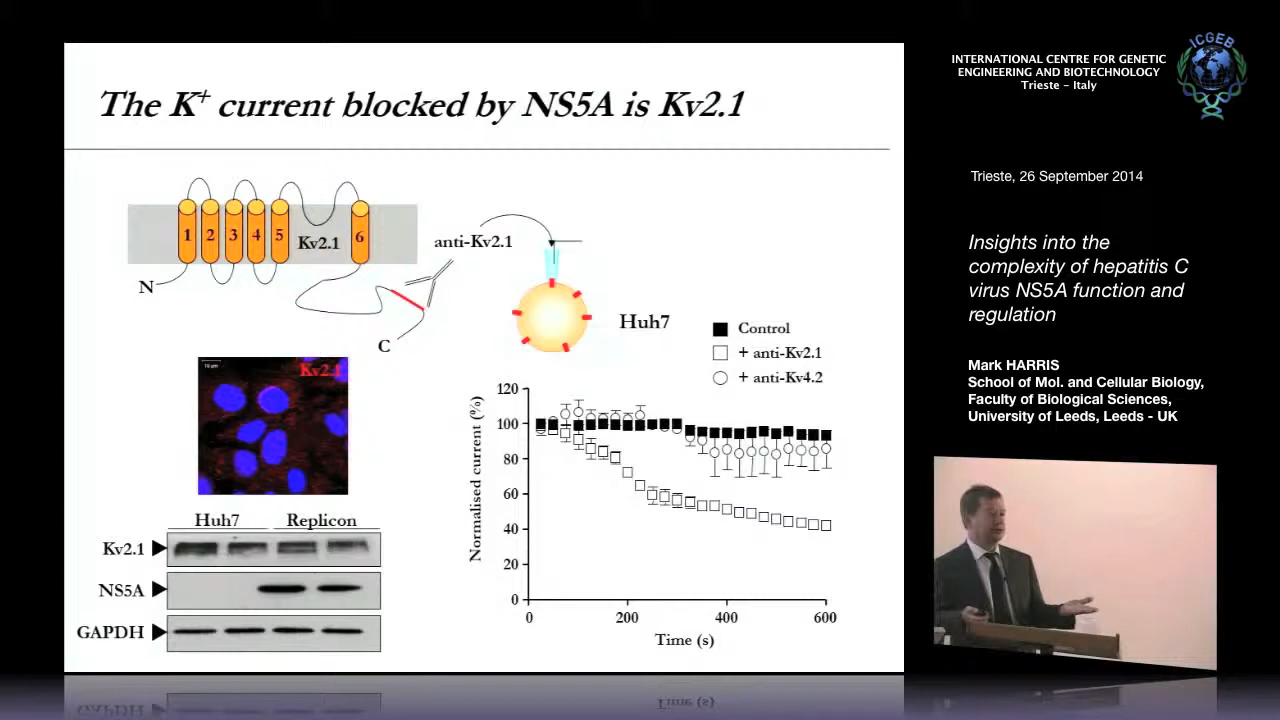 The K+ current blocked by NS5A is Kv2.1
1 2 3 4 5 Kv2.1 6
N
C
anti-Kv2.1
Huh7
Control
+ anti-Kv2.1
+ anti-Kv4.2
Kv2.1
Huh7 Replicon
Kv2.1
NS5A
GAPDH
Normalised current (%)
120
100
80
60
40
20
0
0 200 400 600
Time (s)
ICGEB
INTERNATIONAL CENTRE FOR GENETIC
ENGINEERING AND BIOTECHNOLOGY
Trieste - Italy
Trieste, 26 September 2014
Insights into the
complexity of hepatitis C
virus NS5A function and
regulation
Mark HARRIS
School of Mol. and Cellular Biology,
Faculty of Biological Sciences,
University of Leeds, Leeds - UK